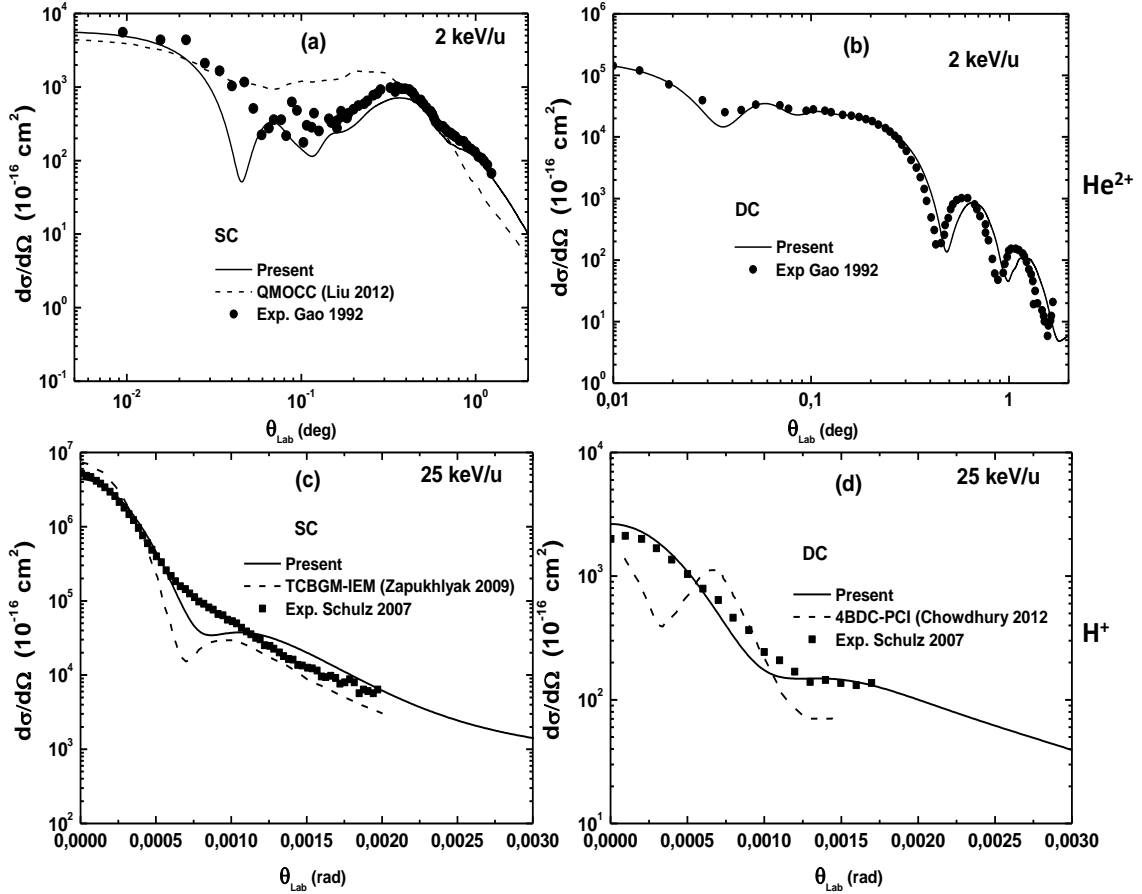 (a)
2 keV/u
10^4
10^3
10^2
10^1
10^0
10^-1
dσ/dΩ (10^-16 cm^2)
SC
Present
QMOCC (Liu 2012)
Exp. Gao 1992
10^-2
10^-1
10^0
θ_Lab (deg)
(b)
2 keV/u
10^6
10^5
10^4
10^3
10^2
10^1
10^0
dσ/dΩ (10^-16 cm^2)
DC
Present
Exp Gao 1992
0,01
0,1
1
θ_Lab (deg)
He^2+
(c)
25 keV/u
10^7
10^6
10^5
10^4
10^3
10^2
dσ/dΩ (10^-16 cm^2)
SC
Present
TCBGM-IEM (Zapukhlyak 2009)
Exp. Schulz 2007
0,0000
0,0005
0,0010
0,0015
0,0020
0,0025
0,0030
θ_Lab (rad)
(d)
25 keV/u
10^4
10^3
10^2
10^1
dσ/dΩ (10^-16 cm^2)
DC
Present
4BDC-PCI (Chowdhury 2012
Exp. Schulz 2007
0,0000
0,0005
0,0010
0,0015
0,0020
0,0025
0,0030
θ_Lab (rad)
H^+